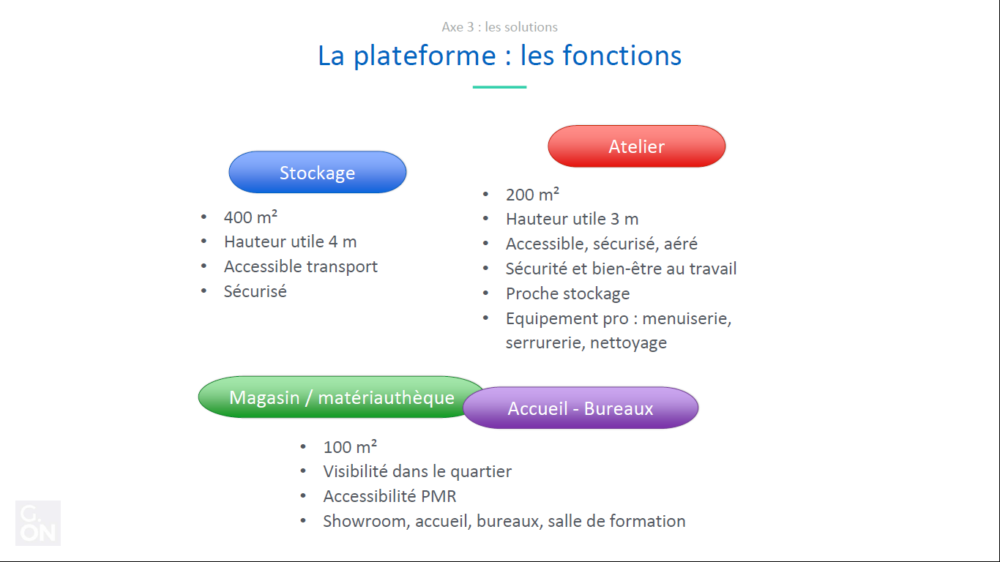 Axe 3 : les solutions
La plateforme : les fonctions
Stockage
• 400 m²
• Hauteur utile 4 m
• Accessible transport
• Sécurisé
Atelier
• 200 m²
• Hauteur utile 3 m
• Accessible, sécurisé, aéré
• Sécurité et bien-être au travail
• Proche stockage
• Equipement pro : menuiserie,
serrurerie, nettoyage
Magasin / matériauthèque
Accueil - Bureaux
• 100 m²
• Visibilité dans le quartier
• Accessibilité PMR
• Showroom, accueil, bureaux, salle de formation
G.
ON